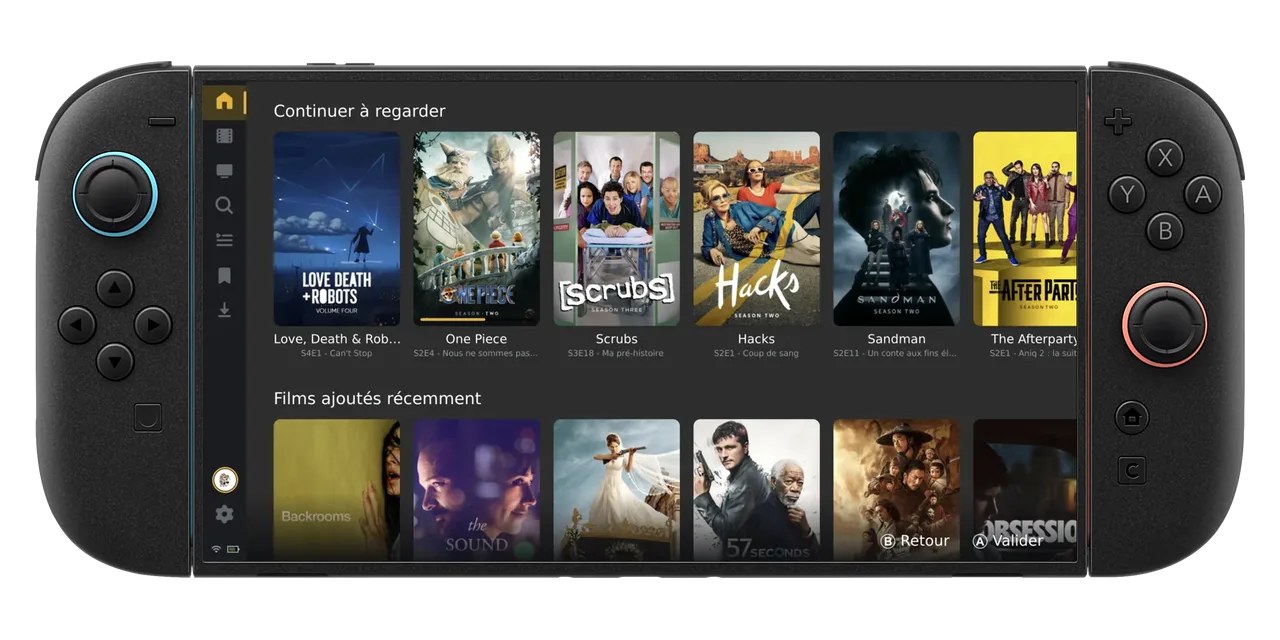 Continuer à regarder
LOVE DEATH
+ROBOTS
VOLUME FOUR
ONE PIECE
SEASON TWO
[Scrubs]
SEASON THREE
Hacks
SEASON TWO
SANDMAN
SEASON TWO
THE AFTER PART
SEASON TWO
Love, Death & Rob...
One Piece
Scrubs
Hacks
Sandman
The Afterparty
S4E1 - Can't Stop
S2E4 - Nous ne sommes pas...
S3E18 - Ma pré-histoire
S2E1 - Coup de sang
S2E11 - Un conte aux fins él...
S2E1 - Aniq 2 : la suit
Films ajoutés récemment
Backrooms
the
SOUND
57 SECONDS
OBSESSIO
B Retour
A Valider
X
Y
A
B
C